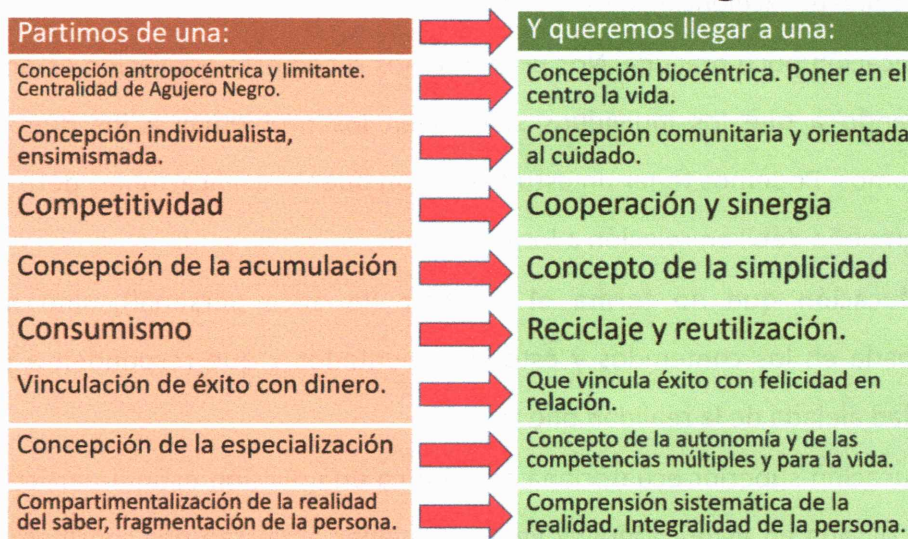 Partimos de una:
Y queremos llegar a una:
Concepción antropocéntrica y limitante.
Centralidad de Agujero Negro.
Concepción biocéntrica. Poner en el
centro la vida.
Concepción individualista,
ensimismada.
Concepción comunitaria y orientada
al cuidado.
Competitividad
Cooperación y sinergia
Concepción de la acumulación
Concepto de la simplicidad
Consumismo
Reciclaje y reutilización.
Vinculación de éxito con dinero.
Que vincula éxito con felicidad en
relación.
Concepción de la especialización
Concepto de la autonomía y de las
competencias múltiples y para la vida.
Compartimentalización de la realidad
del saber, fragmentación de la persona.
Comprensión sistemática de la
realidad. Integralidad de la persona.